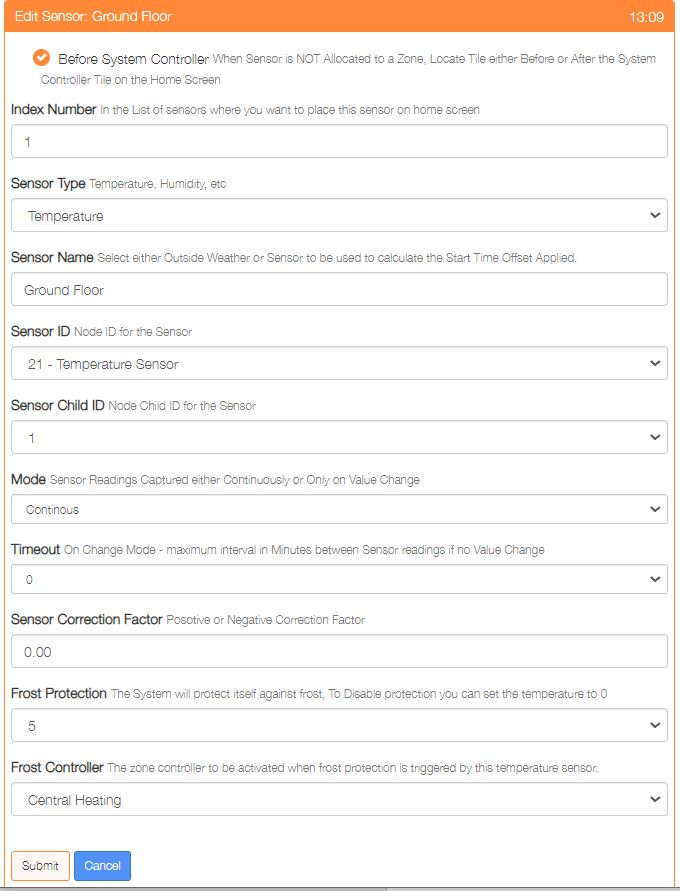 Edit Sensor: Ground Floor 13:09
Before System Controller When Sensor is NOT Allocated to a Zone, Locate Tile either Before or After the System
Controller Tile on the Home Screen
Index Number In the List of sensors where you want to place this sensor on home screen
1
Sensor Type Temperature, Humidity, etc
Temperature
Sensor Name Select either Outside Weather or Sensor to be used to calculate the Start Time Offset Applied.
Ground Floor
Sensor ID Node ID for the Sensor
21 - Temperature Sensor
Sensor Child ID Node Child ID for the Sensor
1
Mode Sensor Readings Captured either Continuously or Only on Value Change
Continous
Timeout On Change Mode - maximum interval in Minutes between Sensor readings if no Value Change
0
Sensor Correction Factor Posotive or Negative Correction Factor
0.00
Frost Protection The System will protect itself against frost, To Disable protection you can set the temperature to 0
5
Frost Controller The zone controller to be activated when frost protection is triggered by this temperature sensor.
Central Heating
Submit Cancel